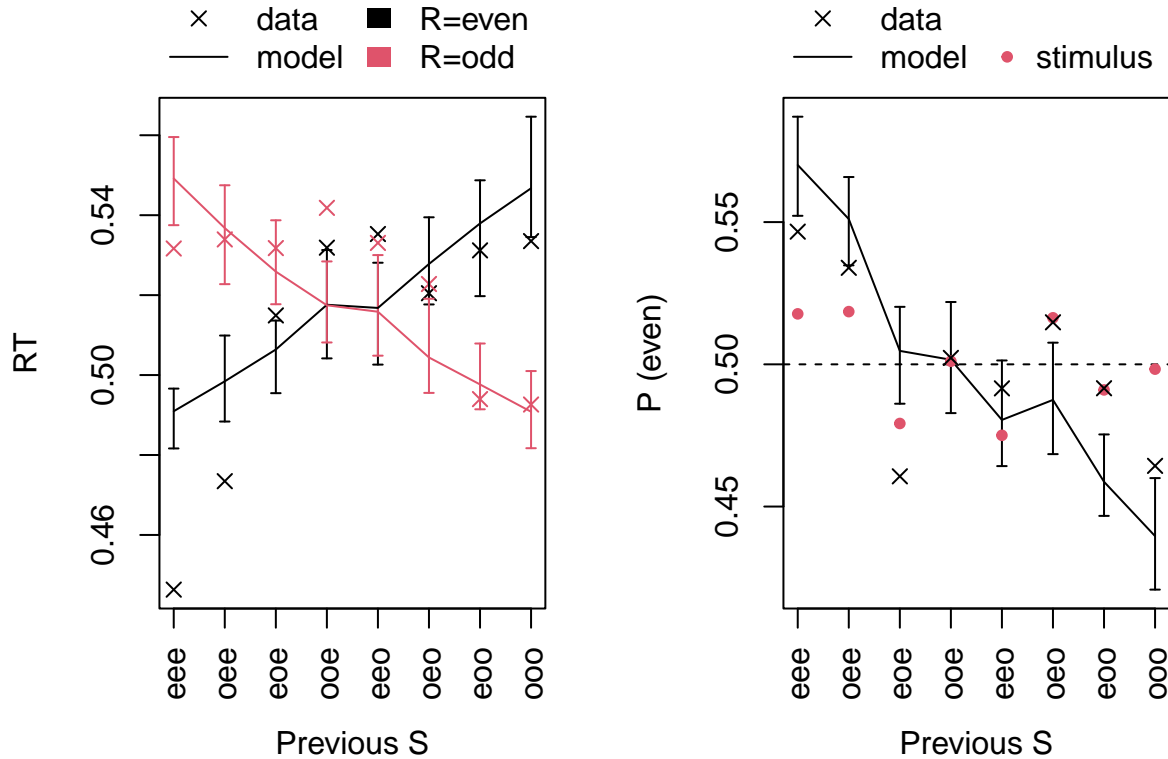 data
R=even
model
R=odd
RT
0.54
0.50
0.46
eee
oee
eoe
ooe
eeo
oeo
eoo
ooo
Previous S
data
model
stimulus
P (even)
0.55
0.50
0.45
eee
oee
eoe
ooe
eeo
oeo
eoo
ooo
Previous S